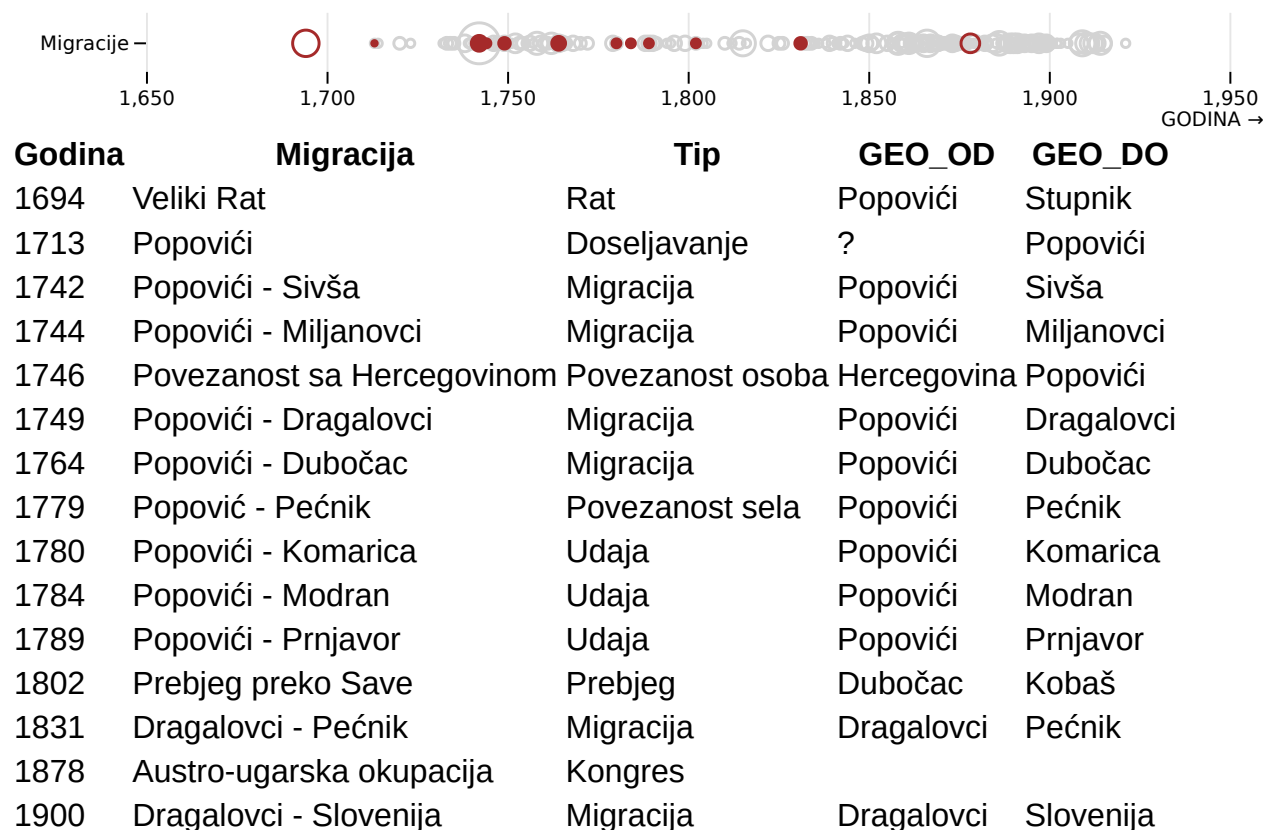 Migracije
1,650 1,700 1,750 1,800 1,850 1,900 1,950
GODINA →
Godina Migracija Tip GEO_OD GEO_DO
1694 Veliki Rat Rat Popovići Stupnik
1713 Popovići Doseljavanje ? Popovići
1742 Popovići - Sivša Migracija Popovići Sivša
1744 Popovići - Miljanovci Migracija Popovići Miljanovci
1746 Povezanost sa Hercegovinom Povezanost osoba Hercegovina Popovići
1749 Popovići - Dragalovci Migracija Popovići Dragalovci
1764 Popovići - Dubočac Migracija Popovići Dubočac
1779 Popović - Pećnik Povezanost sela Popovići Pećnik
1780 Popovići - Komarica Udaja Popovići Komarica
1784 Popovići - Modran Udaja Popovići Modran
1789 Popovići - Prnjavor Udaja Popovići Prnjavor
1802 Prebjeg preko Save Prebjeg Dubočac Kobaš
1831 Dragalovci - Pećnik Migracija Dragalovci Pećnik
1878 Austro-ugarska okupacija Kongres
1900 Dragalovci - Slovenija Migracija Dragalovci Slovenija